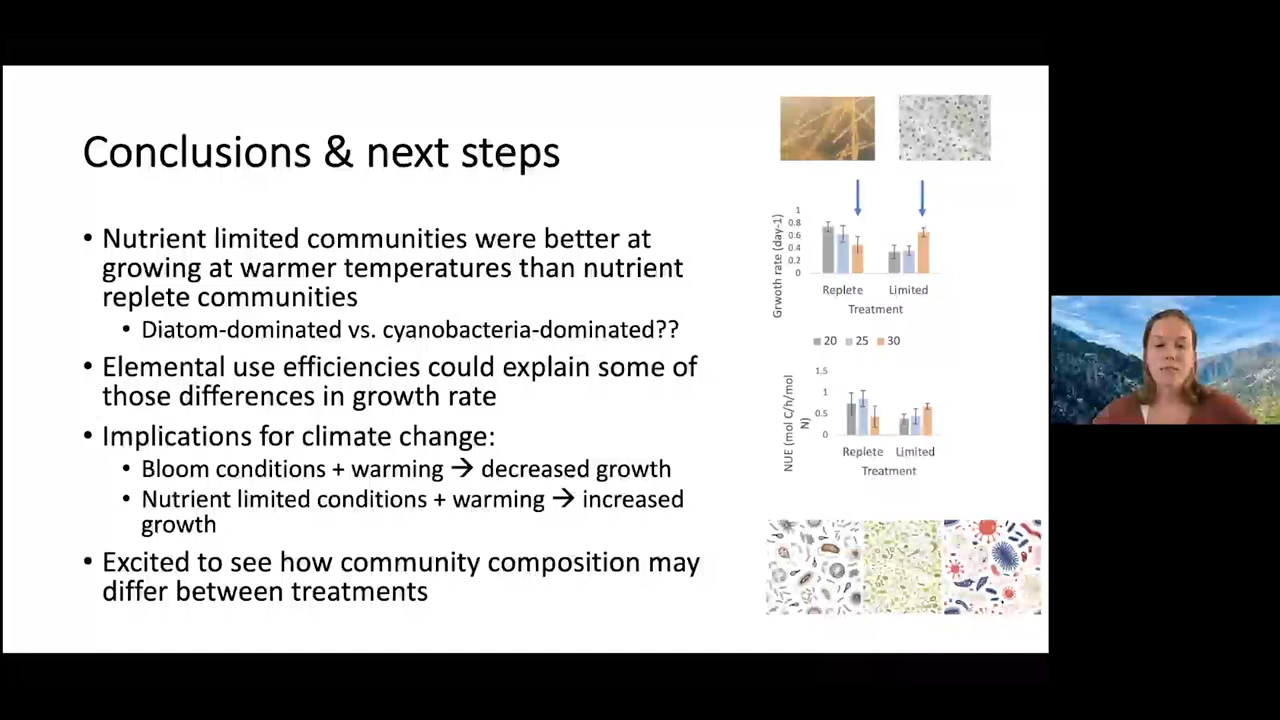 Conclusions & next steps
• Nutrient limited communities were better at
growing at warmer temperatures than nutrient
replete communities
• Diatom-dominated vs. cyanobacteria-dominated??
• Elemental use efficiencies could explain some of
those differences in growth rate
• Implications for climate change:
• Bloom conditions + warming → decreased growth
• Nutrient limited conditions + warming → increased
growth
• Excited to see how community composition may
differ between treatments
Grwoth rate (day-1)
1
0.8
0.6
0.4
0.2
0
Replete Limited
Treatment
20 25 30
NUE (mol C/h/mol
N)
1.5
1
0.5
0
Replete Limited
Treatment